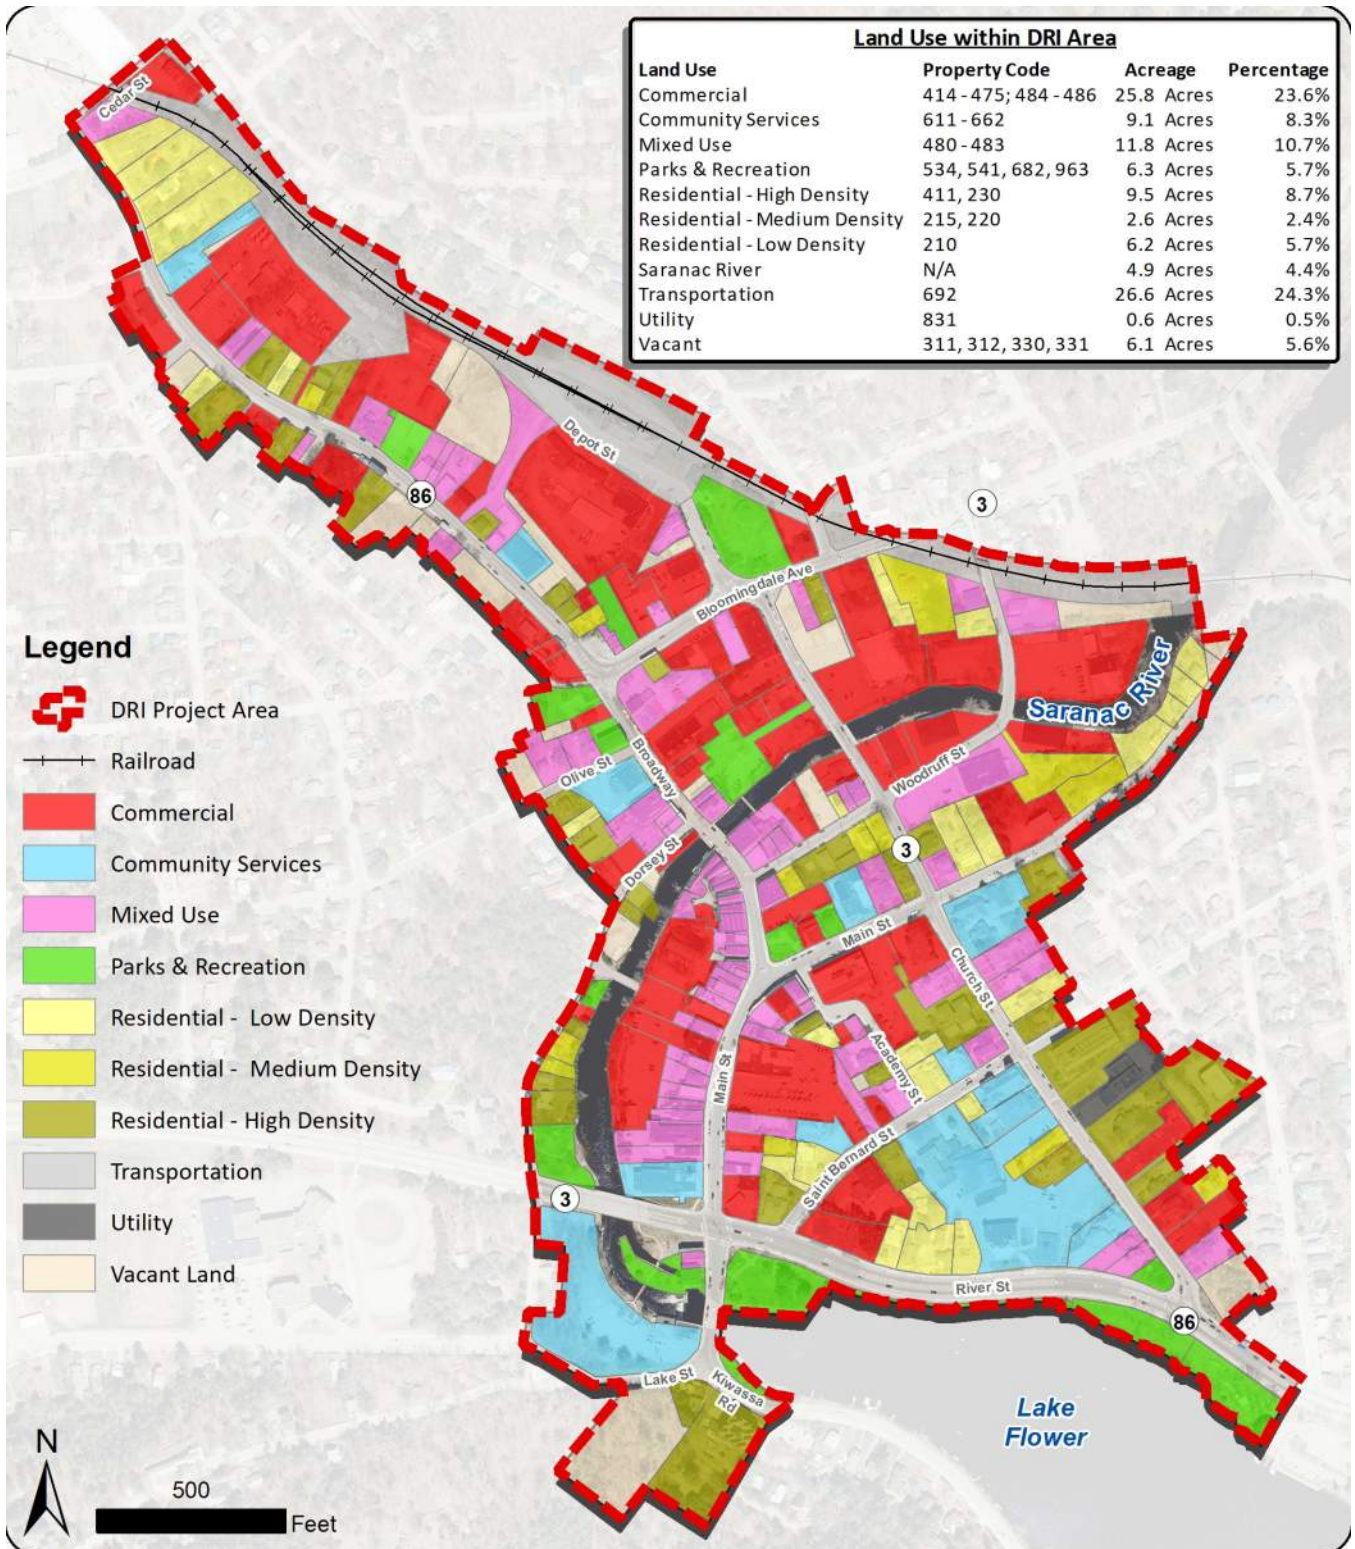 Land Use within DRI Area
Land Use Property Code Acreage Percentage
Commercial 414 - 475; 484 - 486 25.8 Acres 23.6%
Community Services 611 - 662 9.1 Acres 8.3%
Mixed Use 480 - 483 11.8 Acres 10.7%
Parks & Recreation 534, 541, 682, 963 6.3 Acres 5.7%
Residential - High Density 411, 230 9.5 Acres 8.7%
Residential - Medium Density 215, 220 2.6 Acres 2.4%
Residential - Low Density 210 6.2 Acres 5.7%
Saranac River N/A 4.9 Acres 4.4%
Transportation 692 26.6 Acres 24.3%
Utility 831 0.6 Acres 0.5%
Vacant 311, 312, 330, 331 6.1 Acres 5.6%
Cedar St
Depot St
86
3
Bloomingdale Ave
Saranac River
Broadway
Olive St
Woodruff St
Dorsey St
3
Main St
Church St
Academy St
Main St
Saint Bernard St
3
River St
86
Lake St
Kiwassa
Rd
Lake
Flower
Legend
DRI Project Area
Railroad
Commercial
Community Services
Mixed Use
Parks & Recreation
Residential - Low Density
Residential - Medium Density
Residential - High Density
Transportation
Utility
Vacant Land
N
500
Feet